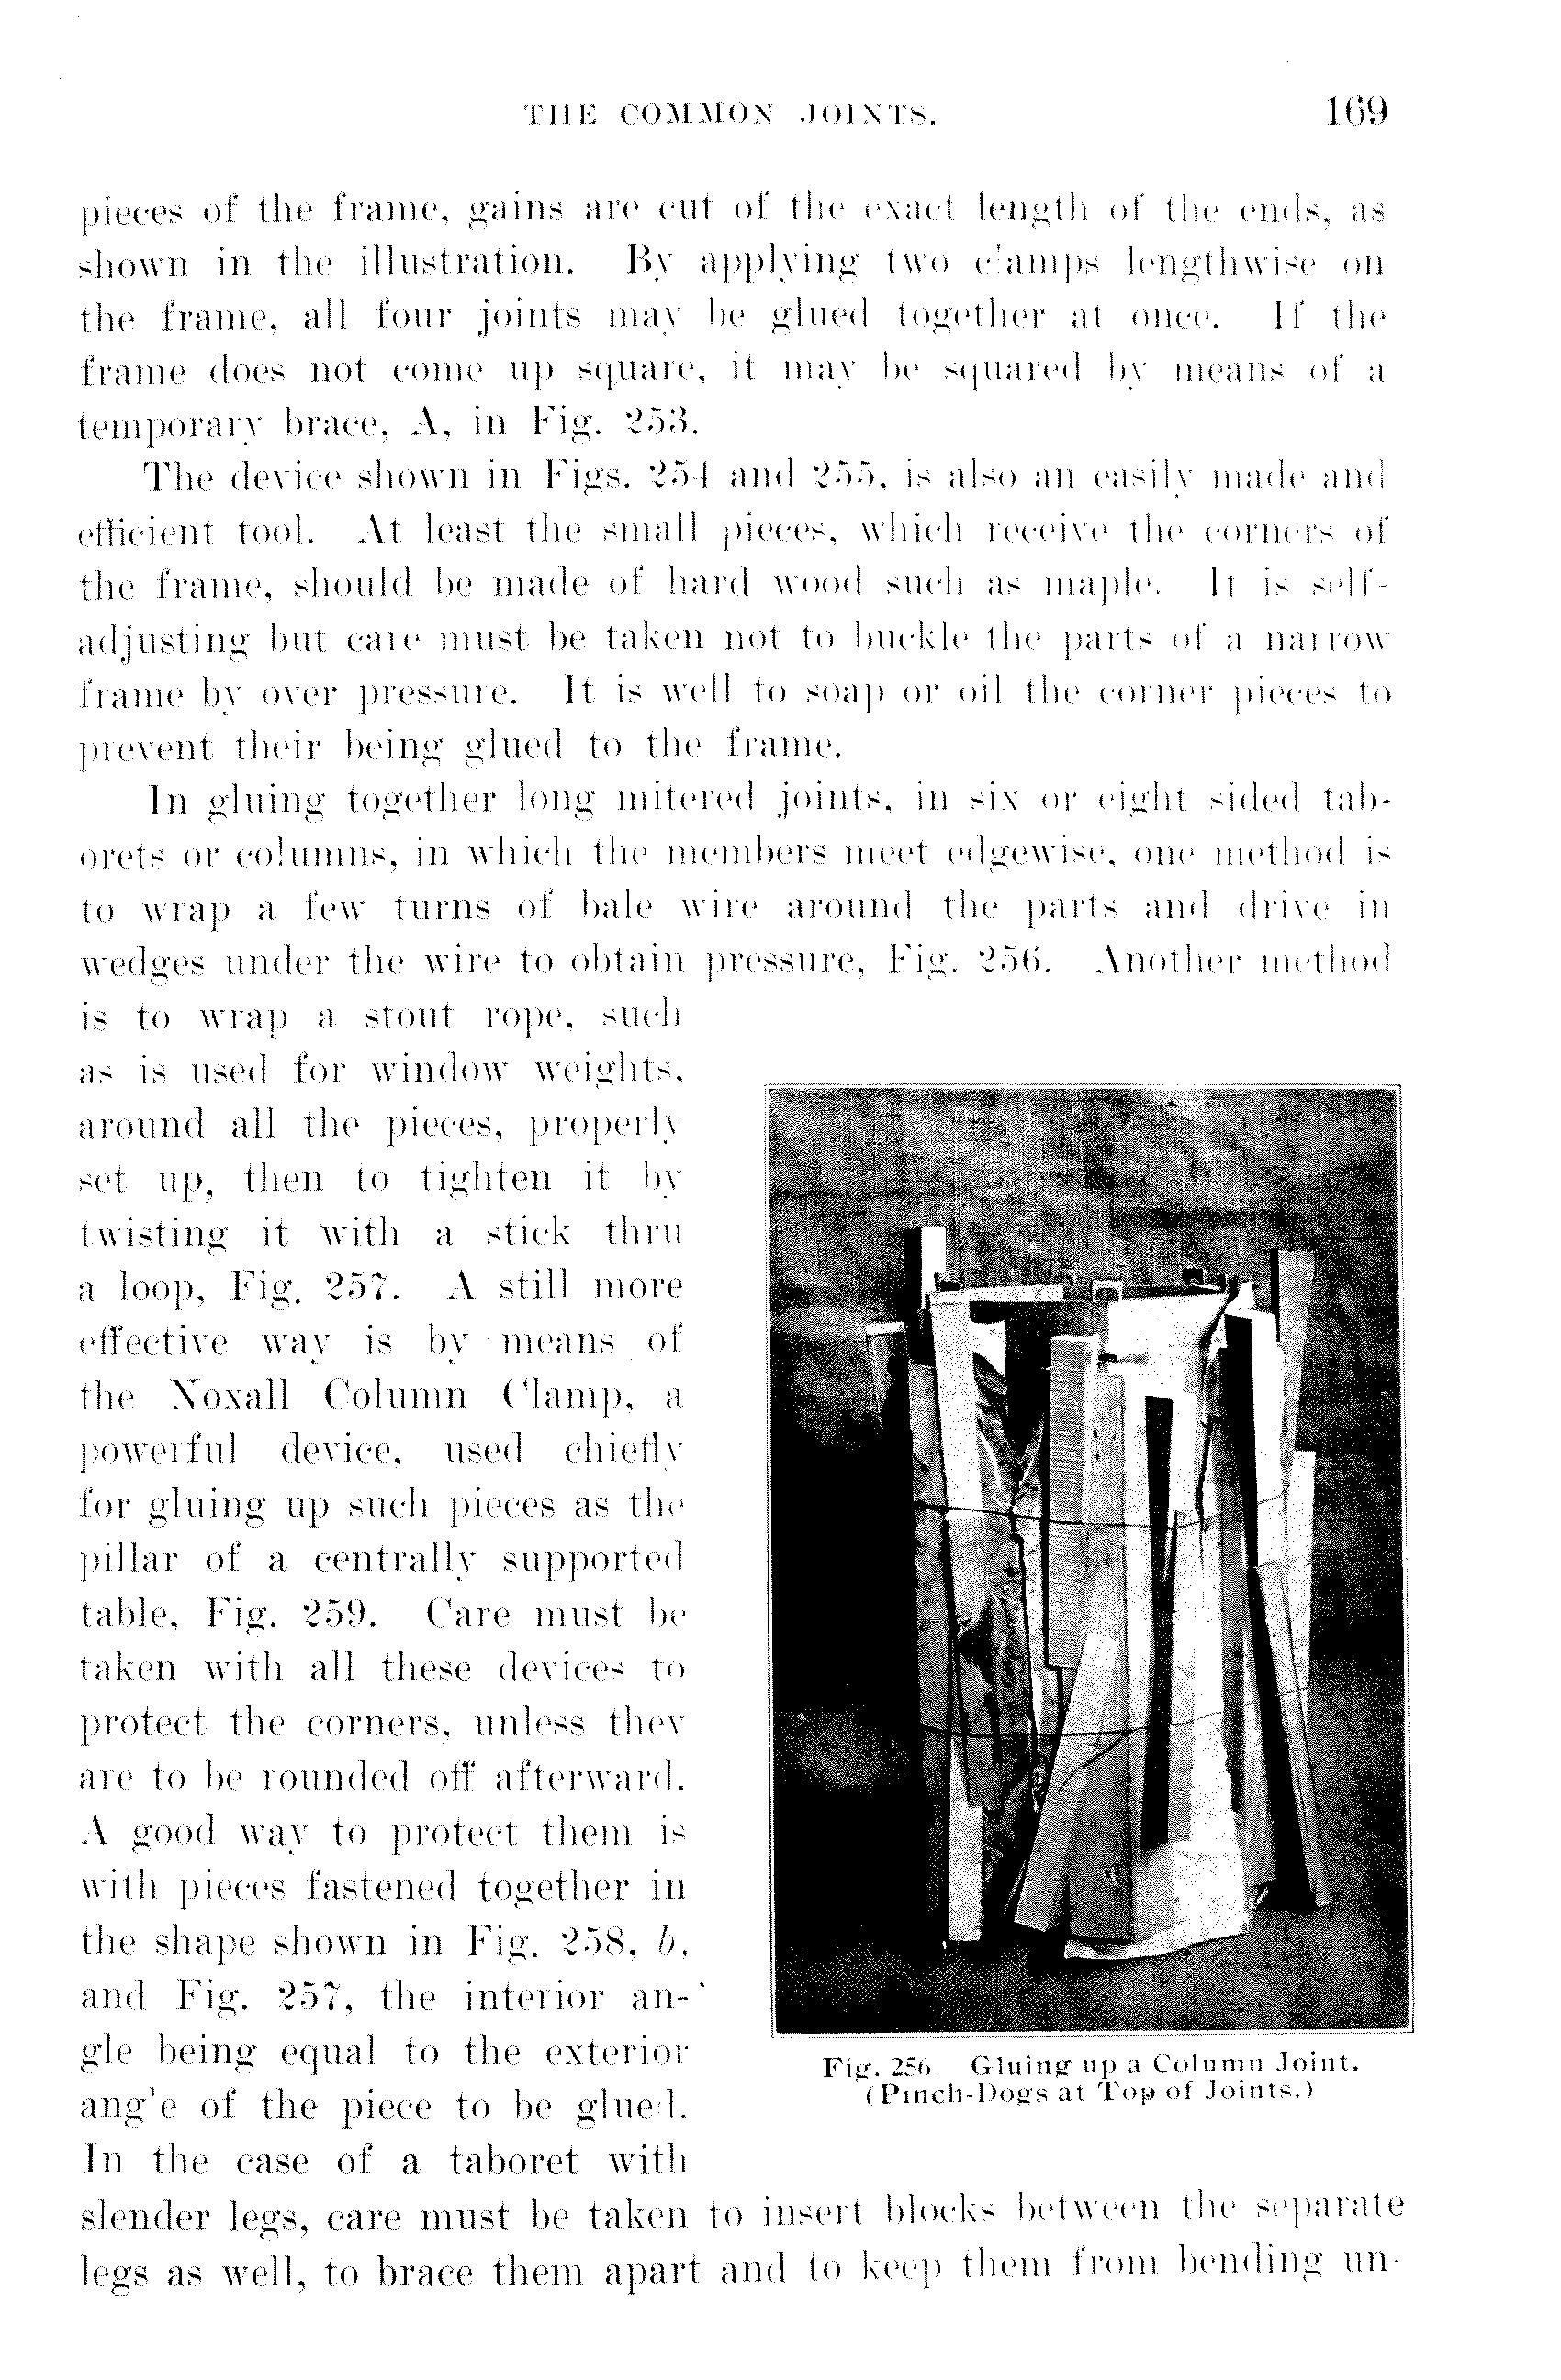 THE COMMON JOINTS. 169
pieces of the frame, gains are cut of the exact length of the ends, as
shown in the illustration. By applying two clamps lengthwise on
the frame, all four joints may be glued together at once. If the
frame does not come up square, it may be squared by means of a
temporary brace, A, in Fig. 253.
The device shown in Figs. 254 and 255, is also an easily made and
efficient tool. At least the small pieces, which receive the corners of
the frame, should be made of hard wood such as maple. It is self-
adjusting but care must be taken not to buckle the parts of a narrow
frame by over pressure. It is well to soap or oil the corner pieces to
prevent their being glued to the frame.
In gluing together long mitered joints, in six or eight sided tab-
orets or columns, in which the members meet edgewise, one method is
to wrap a few turns of bale wire around the parts and drive in
wedges under the wire to obtain pressure, Fig. 256. Another method
is to wrap a stout rope, such
as is used for window weights,
around all the pieces, properly
set up, then to tighten it by
twisting it with a stick thru
a loop, Fig. 257. A still more
effective way is by means of
the Noxall Column Clamp, a
powerful device, used chiefly
for gluing up such pieces as the
pillar of a centrally supported
table, Fig. 259. Care must be
taken with all these devices to
protect the corners, unless they
are to be rounded off afterward.
A good way to protect them is
with pieces fastened together in
the shape shown in Fig. 258, b,
and Fig. 257, the interior an-
gle being equal to the exterior
angle of the piece to be glued.
In the case of a taboret with
Fig. 256. Gluing up a Column Joint.
(Pinch-Dogs at Top of Joints.)
slender legs, care must be taken to insert blocks between the separate
legs as well, to brace them apart and to keep them from bending un-